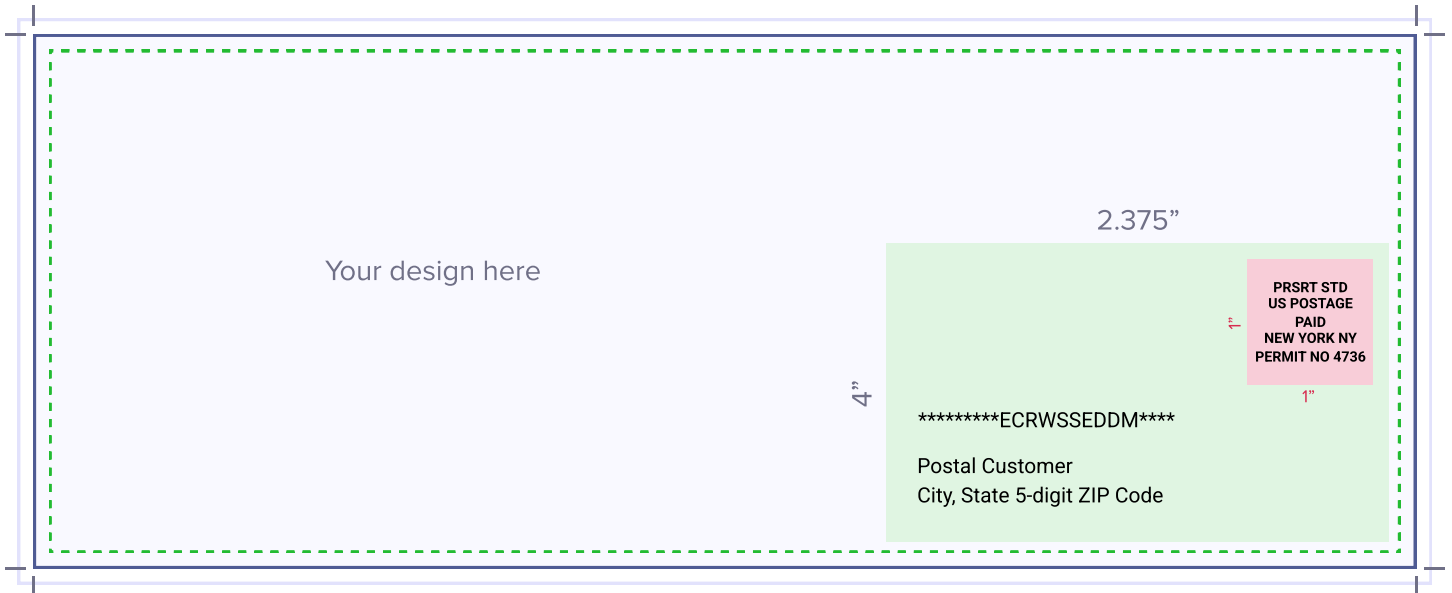 2.375”
Your design here
PRSRT STD
US POSTAGE
PAID
NEW YORK NY
PERMIT NO 4736
1”
1”
4”
*********ECRWSSEDDM****
Postal Customer
City, State 5-digit ZIP Code